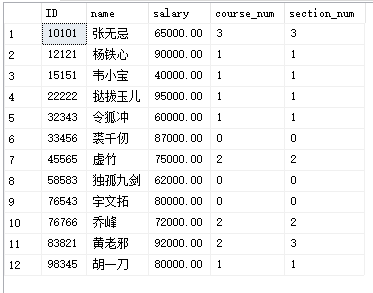 ID name salary course_num section_num
1 10101 张无忌 65000.00 3 3
2 12121 杨铁心 90000.00 1 1
3 15151 韦小宝 40000.00 1 1
4 22222 挞拔玉儿 95000.00 1 1
5 32343 令狐冲 60000.00 1 1
6 33456 裘千仞 87000.00 0 0
7 45565 虚竹 75000.00 2 2
8 58583 独孤九剑 62000.00 0 0
9 76543 宇文拓 80000.00 0 0
10 76766 乔峰 72000.00 2 2
11 83821 黄老邪 92000.00 2 3
12 98345 胡一刀 80000.00 1 1